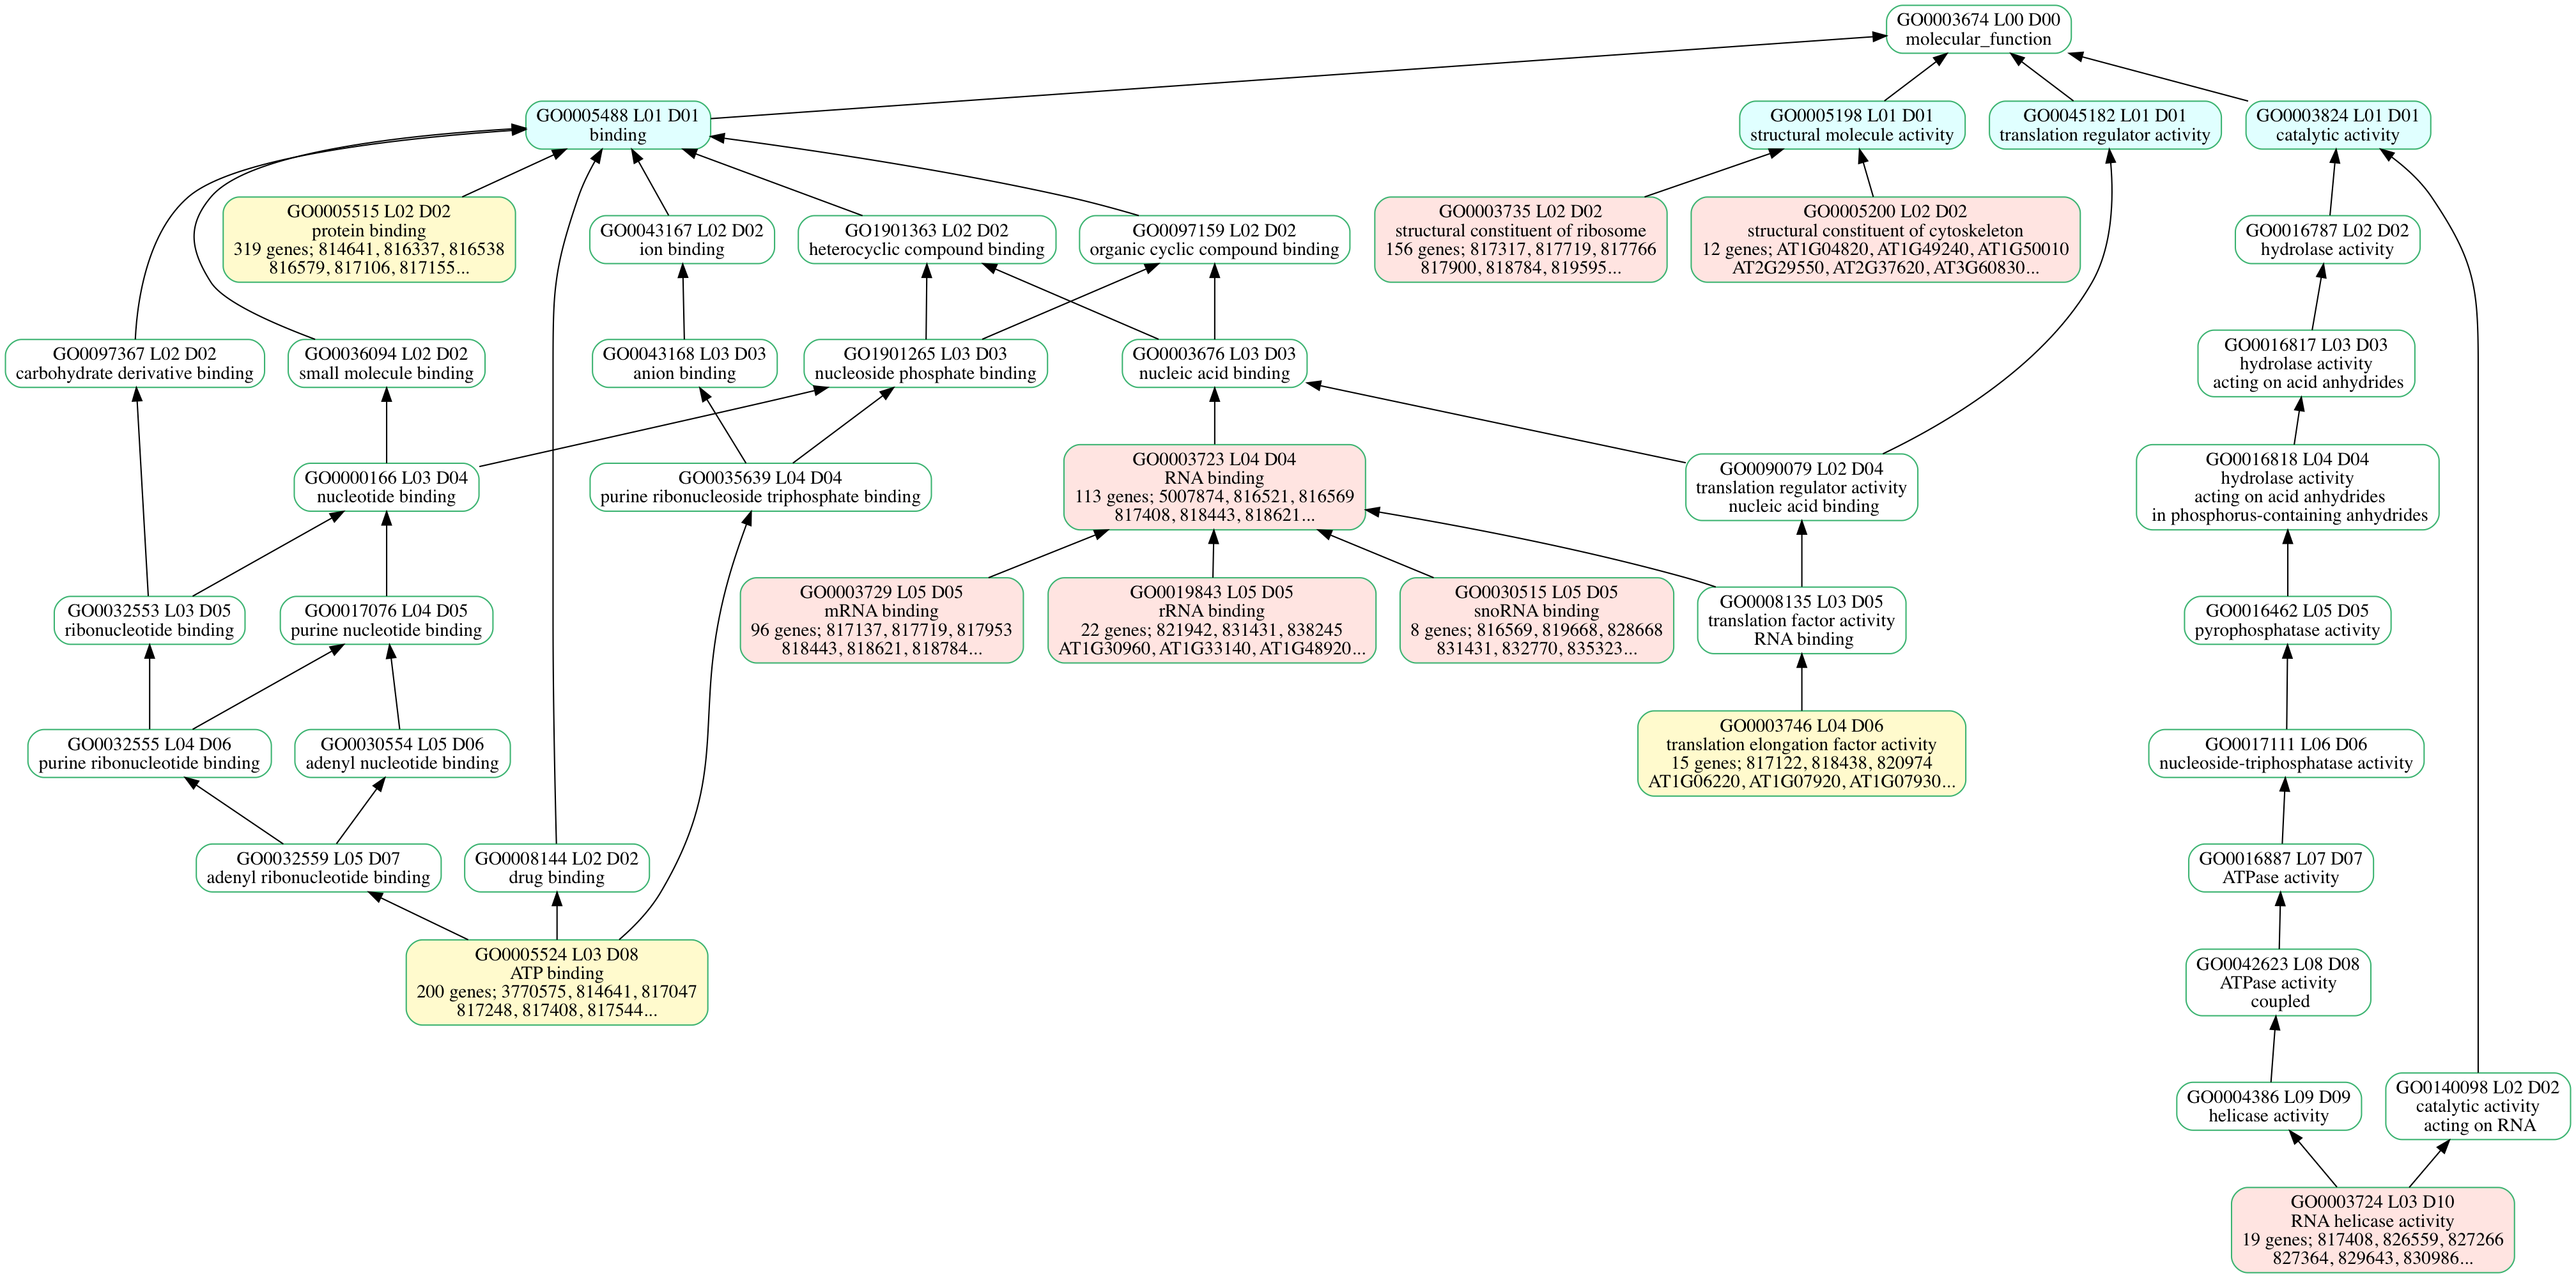 GO0003674 L00 D00
molecular_function
GO0005488 L01 D01
binding
GO0005198 L01 D01
structural molecule activity
GO0045182 L01 D01
translation regulator activity
GO0003824 L01 D01
catalytic activity
GO0005515 L02 D02
protein binding
319 genes; 814641, 816337, 816538
816579, 817106, 817155...
GO0043167 L02 D02
ion binding
GO1901363 L02 D02
heterocyclic compound binding
GO0097159 L02 D02
organic cyclic compound binding
GO0003735 L02 D02
structural constituent of ribosome
156 genes; 817317, 817719, 817766
817900, 818784, 819595...
GO0005200 L02 D02
structural constituent of cytoskeleton
12 genes; AT1G04820, AT1G49240, AT1G50010
AT2G29550, AT2G37620, AT3G60830...
GO0016787 L02 D02
hydrolase activity
GO0097367 L02 D02
carbohydrate derivative binding
GO0036094 L02 D02
small molecule binding
GO0043168 L03 D03
anion binding
GO1901265 L03 D03
nucleoside phosphate binding
GO0003676 L03 D03
nucleic acid binding
GO0016817 L03 D03
hydrolase activity
acting on acid anhydrides
GO0000166 L03 D04
nucleotide binding
GO0035639 L04 D04
purine ribonucleoside triphosphate binding
GO0003723 L04 D04
RNA binding
113 genes; 5007874, 816521, 816569
817408, 818443, 818621...
GO0090079 L02 D04
translation regulator activity
nucleic acid binding
GO0016818 L04 D04
hydrolase activity
acting on acid anhydrides
in phosphorus-containing anhydrides
GO0032553 L03 D05
ribonucleotide binding
GO0017076 L04 D05
purine nucleotide binding
GO0003729 L05 D05
mRNA binding
96 genes; 817137, 817719, 817953
818443, 818621, 818784...
GO0019843 L05 D05
rRNA binding
22 genes; 821942, 831431, 838245
AT1G30960, AT1G33140, AT1G48920...
GO0030515 L05 D05
snoRNA binding
8 genes; 816569, 819668, 828668
831431, 832770, 835323...
GO0008135 L03 D05
translation factor activity
RNA binding
GO0016462 L05 D05
pyrophosphatase activity
GO0032555 L04 D06
purine ribonucleotide binding
GO0030554 L05 D06
adenyl nucleotide binding
GO0003746 L04 D06
translation elongation factor activity
15 genes; 817122, 818438, 820974
AT1G06220, AT1G07920, AT1G07930...
GO0017111 L06 D06
nucleoside-triphosphatase activity
GO0032559 L05 D07
adenyl ribonucleotide binding
GO0008144 L02 D02
drug binding
GO0016887 L07 D07
ATPase activity
GO0005524 L03 D08
ATP binding
200 genes; 3770575, 814641, 817047
817248, 817408, 817544...
GO0042623 L08 D08
ATPase activity
coupled
GO0004386 L09 D09
helicase activity
GO0140098 L02 D02
catalytic activity
acting on RNA
GO0003724 L03 D10
RNA helicase activity
19 genes; 817408, 826559, 827266
827364, 829643, 830986...